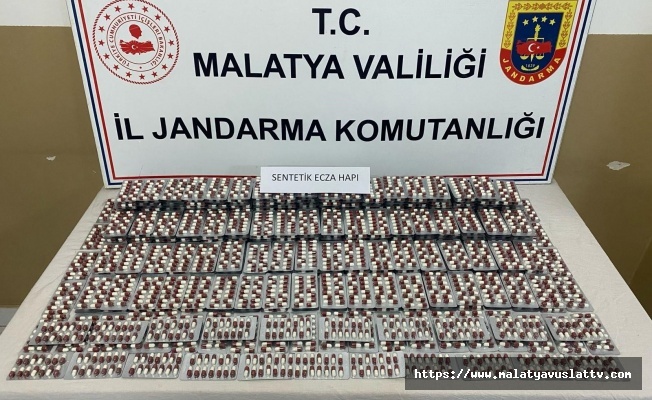 T.C.
MALATYA VALİLİĞİ
İL JANDARMA KOMUTANLIĞI
JANDARMA
SENTETİK ECZA HAPI
https://www.malatyavuslattv.com/